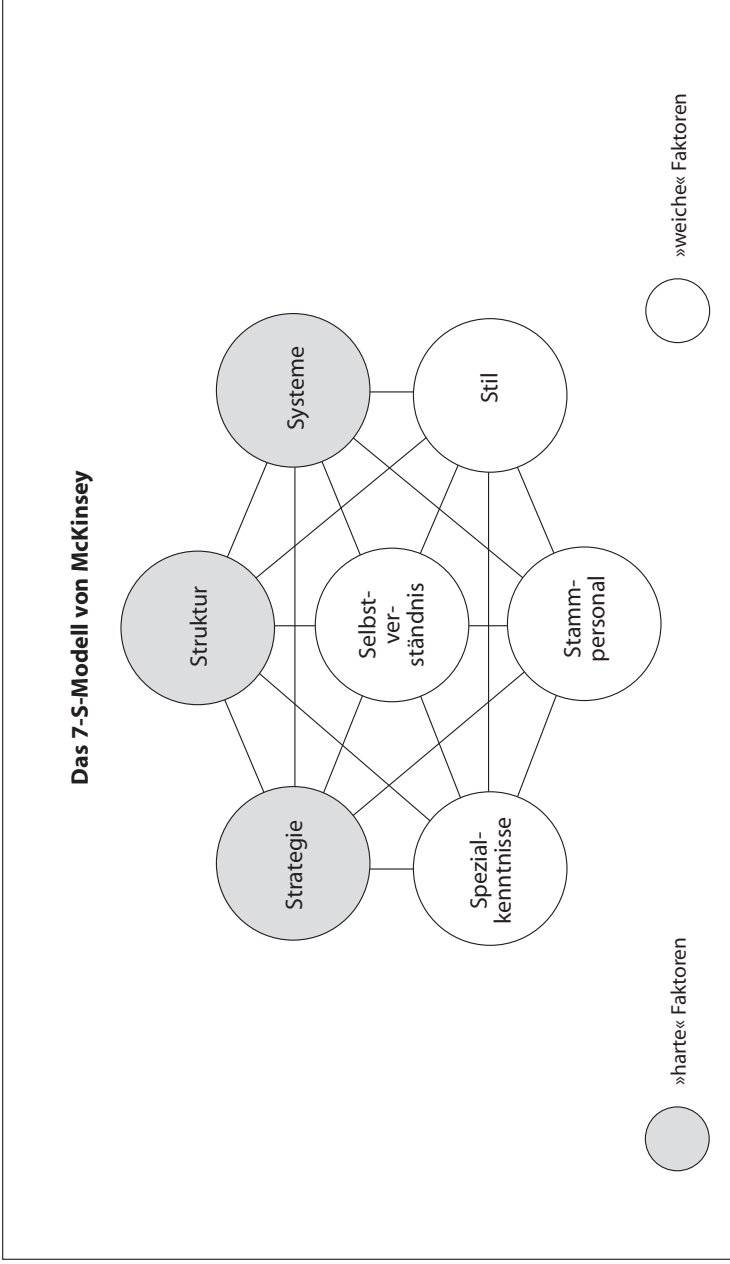 Das 7-S-Modell von McKinsey
Struktur
Strategie
Systeme
Selbst-
ver-
ständnis
Spezial-
kenntnisse
Stil
Stamm-
personal
»harte« Faktoren
»weiche« Faktoren